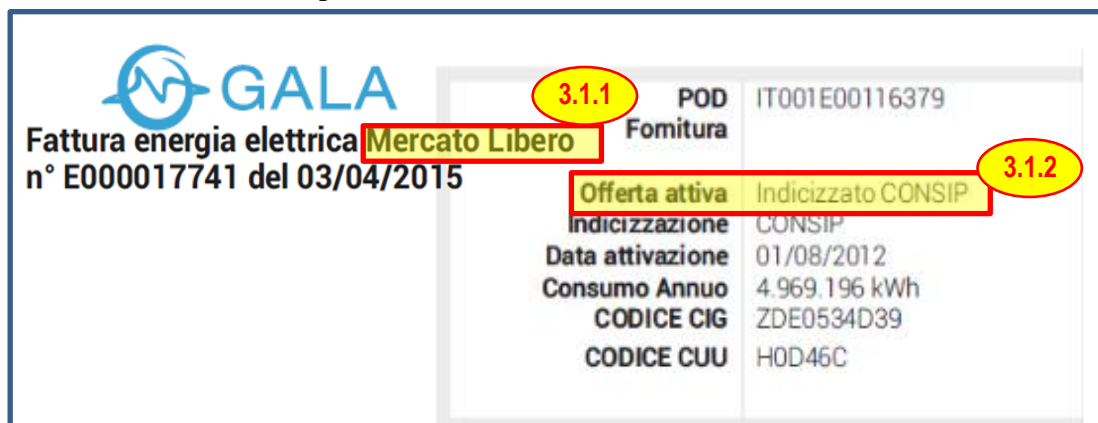 GALA
Fattura energia elettrica Mercato Libero
n° E000017741 del 03/04/2015
3.1.1
POD IT001E00116379
Fornitura
3.1.2
Offerta attiva Indicizzato CONSIP
Indicizzazione CONSIP
Data attivazione 01/08/2012
Consumo Annuo 4.969.196 kWh
CODICE CIG ZDE0534D39
CODICE CUU H0D46C